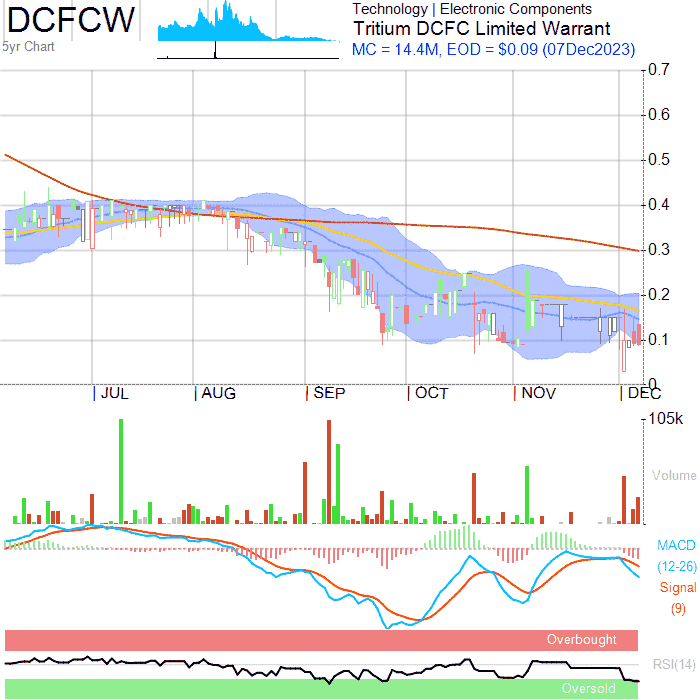 DCFCW
5yr Chart
Technology | Electronic Components
Tritium DCFC Limited Warrant
MC = 14.4M, EOD = $0.09 (07Dec2023)
0.7
0.6
0.5
0.4
0.3
0.2
0.1
0
JUL AUG SEP OCT NOV DEC
105k
Volume
MACD
(12-26)
Signal
(9)
Overbought
RSI(14)
Oversold